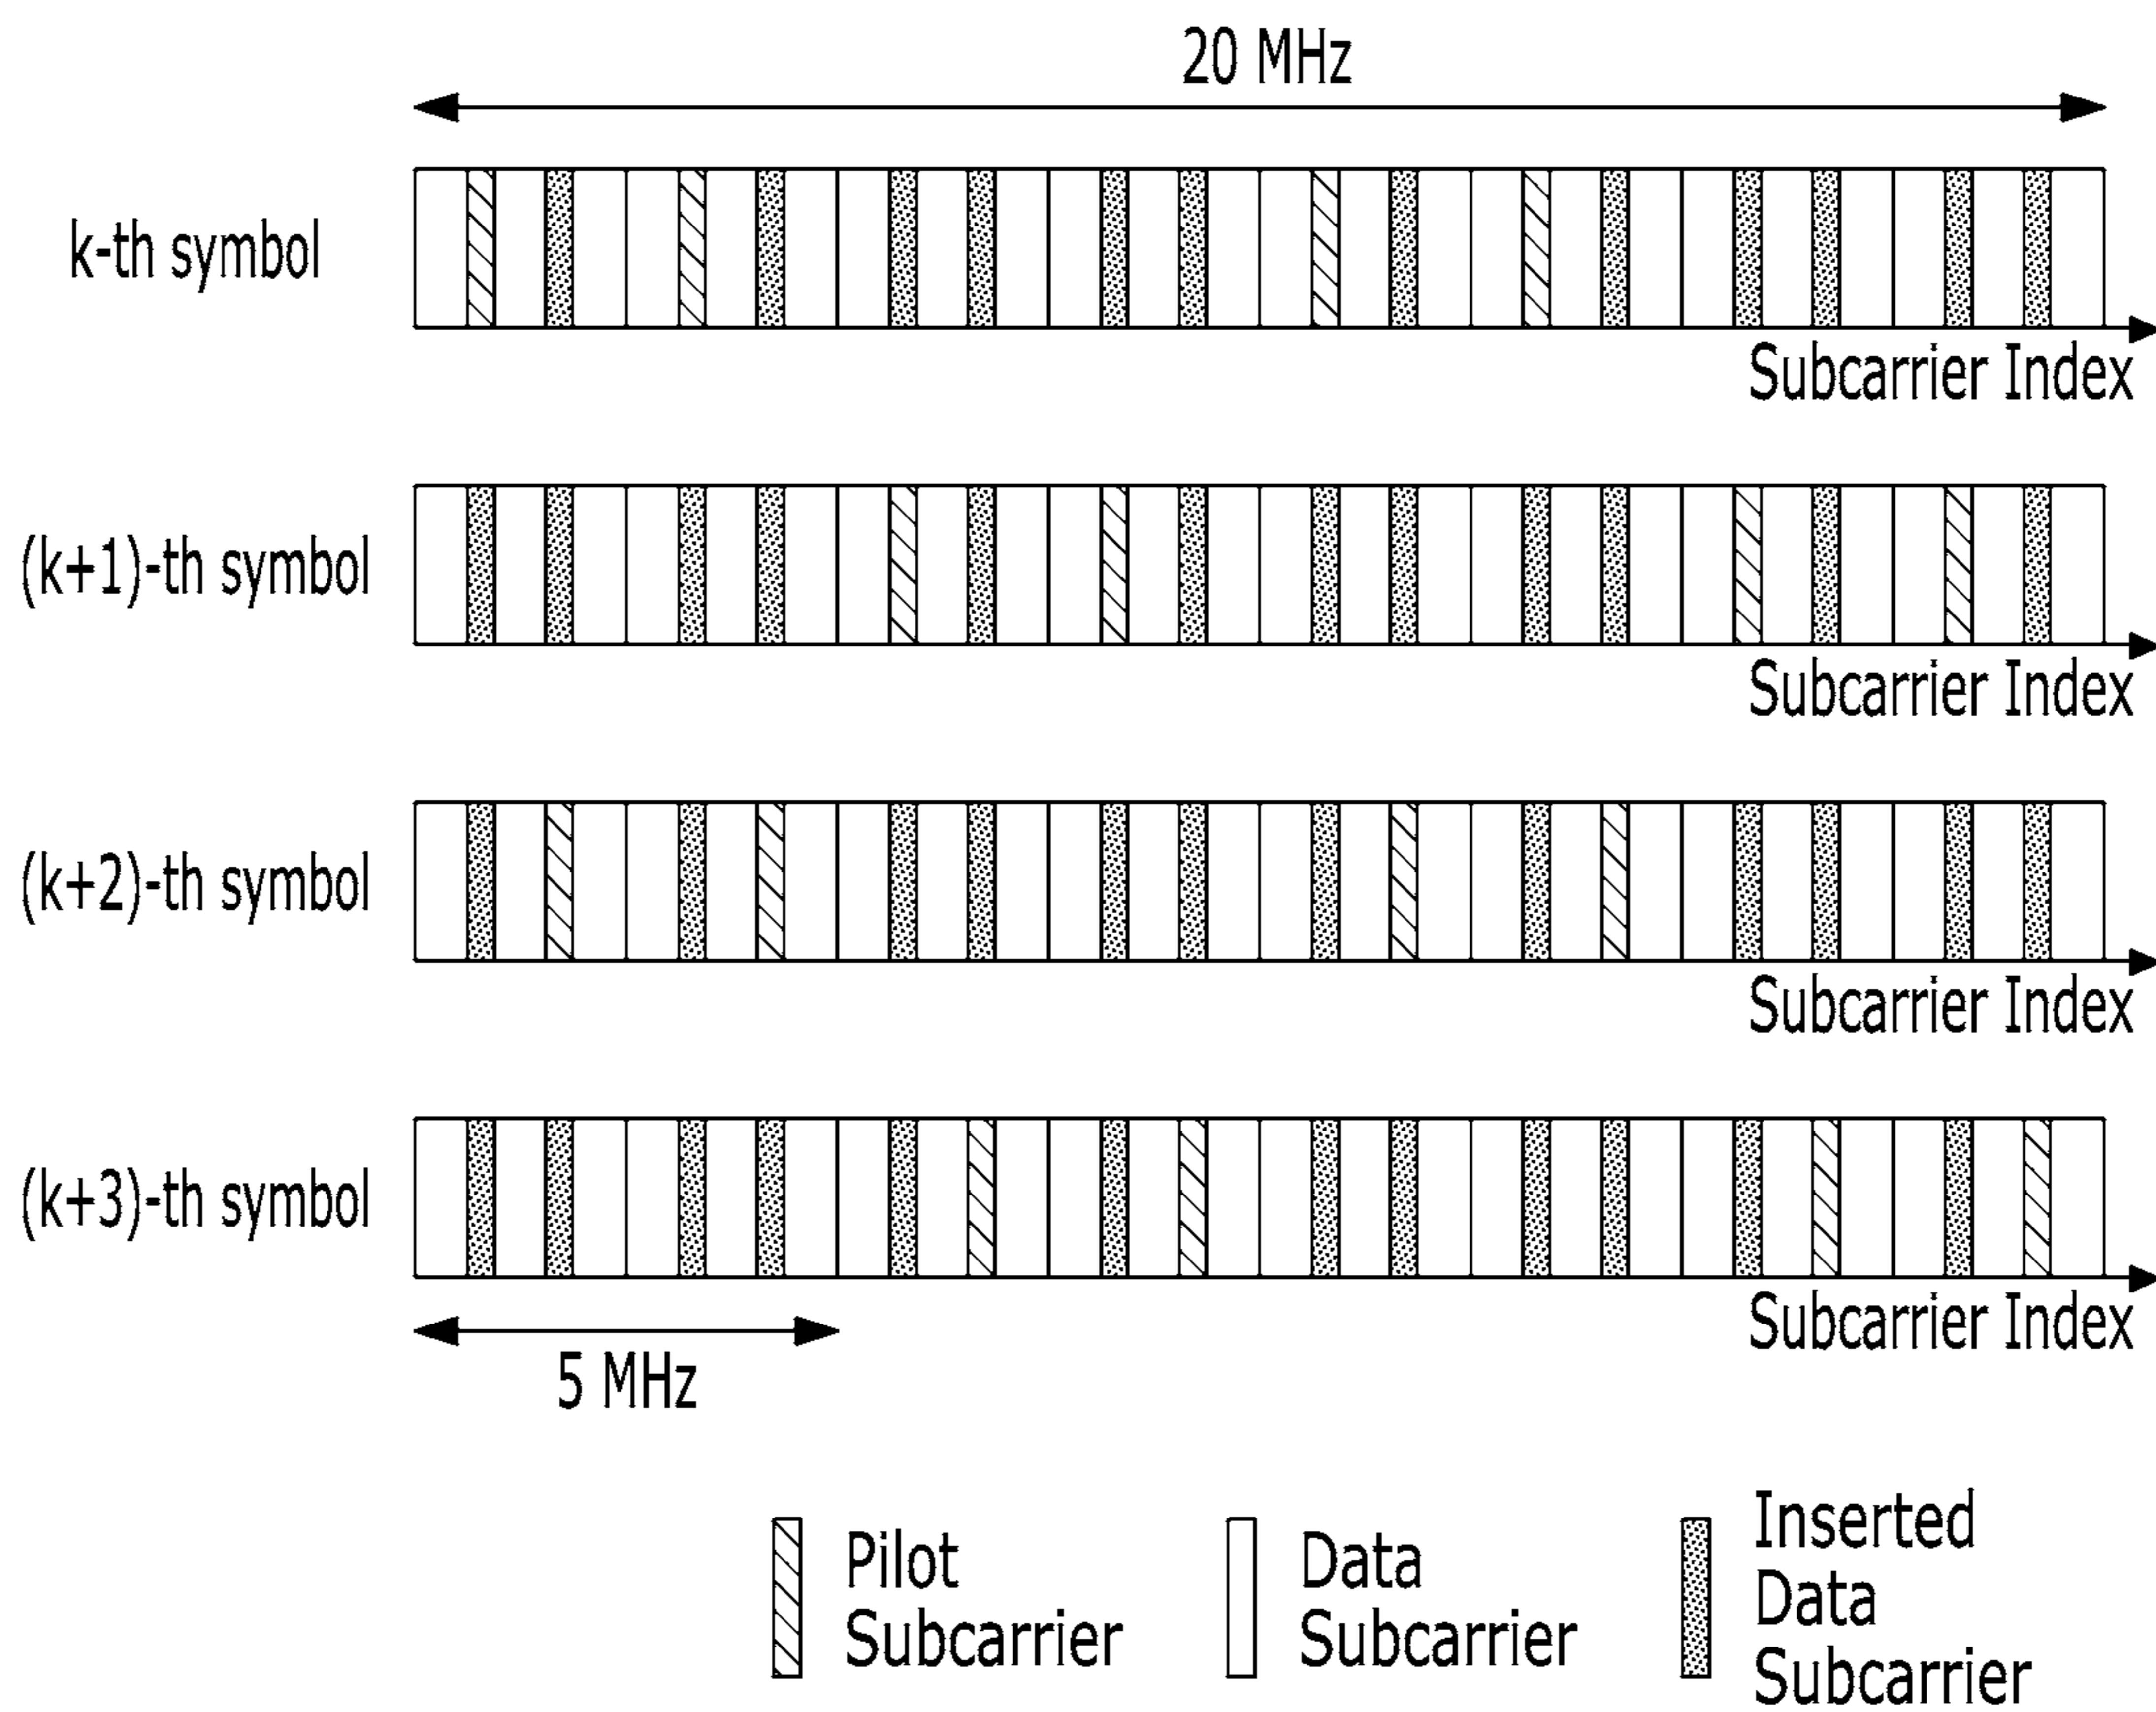 20 MHz
k-th symbol
Subcarrier Index
(k+1)-th symbol
Subcarrier Index
(k+2)-th symbol
Subcarrier Index
(k+3)-th symbol
Subcarrier Index
5 MHz
Pilot
Subcarrier
Data
Subcarrier
Inserted
Data
Subcarrier